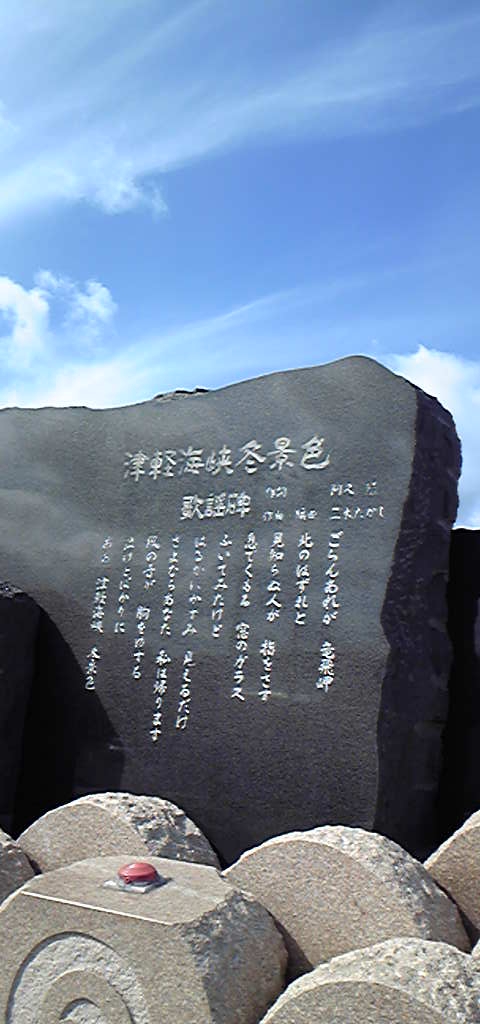 津軽海峡冬景色
歌謡碑
作詞 阿久 悠
作曲 編曲 三木たかし
ごらんあれが 竜飛岬
北のはずれと
見知らぬ人が 指をさす
息でくもる 窓のガラス
ふいてみたけど
はるかにかすみ 見えるだけ
さよならあなた 私は帰ります
風の音が 胸をゆする
泣けとばかりに
ああ 津軽海峡 冬景色